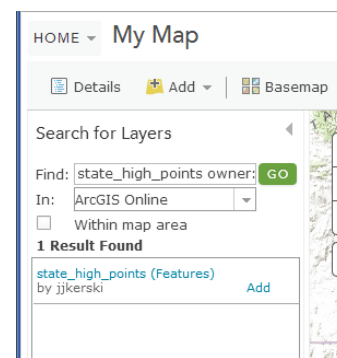 HOME My Map
Details Add Basemap
Search for Layers
Find: state_high_points owner: GO
In: ArcGIS Online
Within map area
1 Result Found
state_high_points (Features)
by jjkerski Add